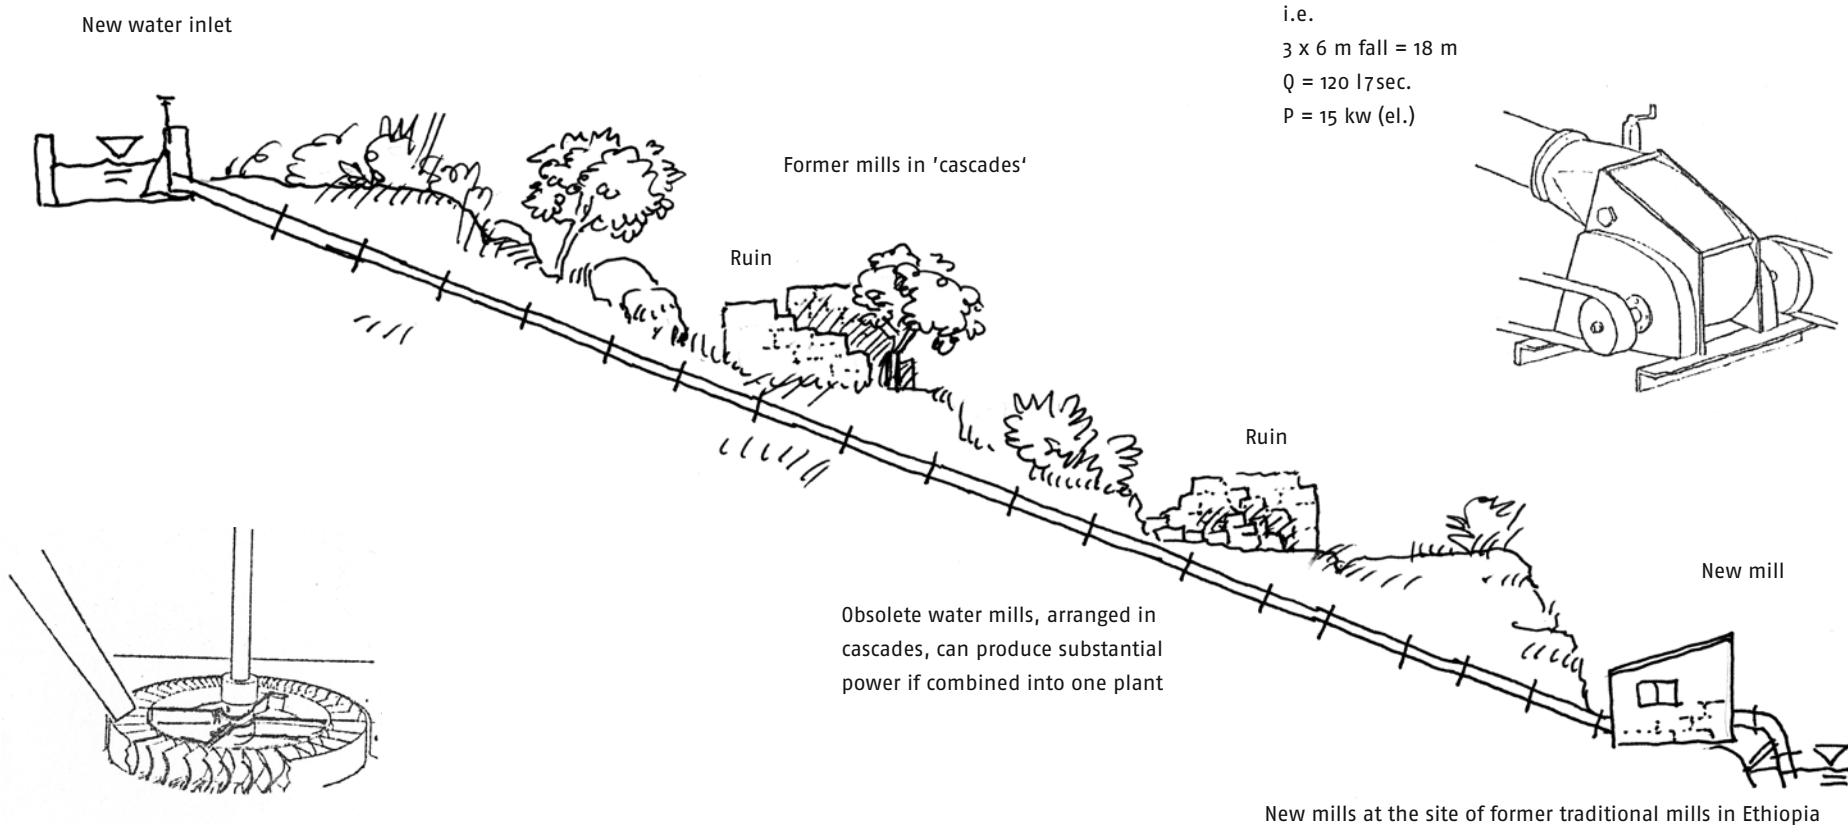 New water inlet
i.e.
3 x 6 m fall = 18 m
Q = 120 l7sec.
P = 15 kw (el.)
Former mills in 'cascades'
Ruin
Ruin
New mill
Obsolete water mills, arranged in
cascades, can produce substantial
power if combined into one plant
New mills at the site of former traditional mills in Ethiopia